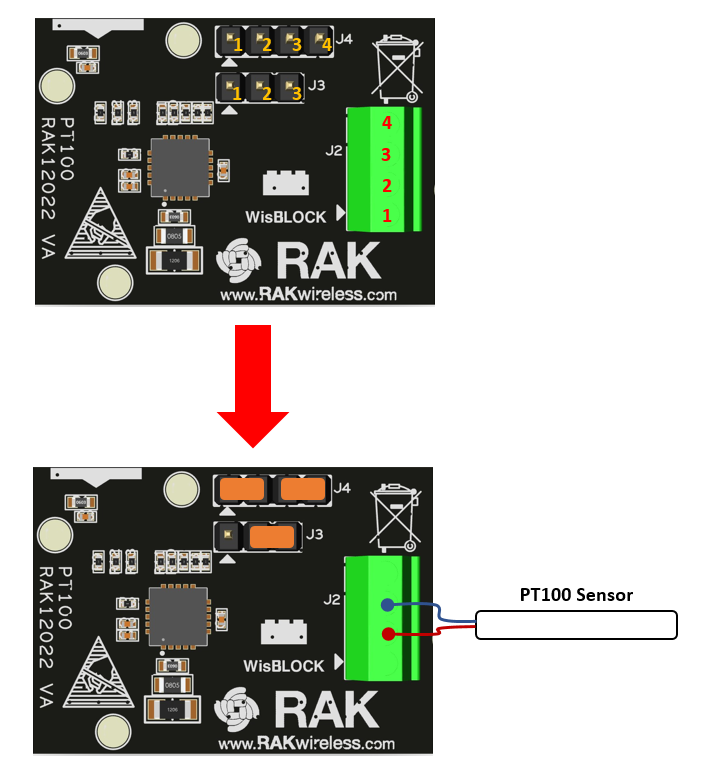 1 2 3 4 J4
1 2 3 J3
4
3
J2
2
1
PT100
RAK12022 VA
WisBLOCK
0805
1206
RAK
www.RAKwireless.com
J4
J3
PT100 Sensor
J2
PT100
RAK12022 VA
WisBLOCK
0805
1206
RAK
www.RAKwireless.com